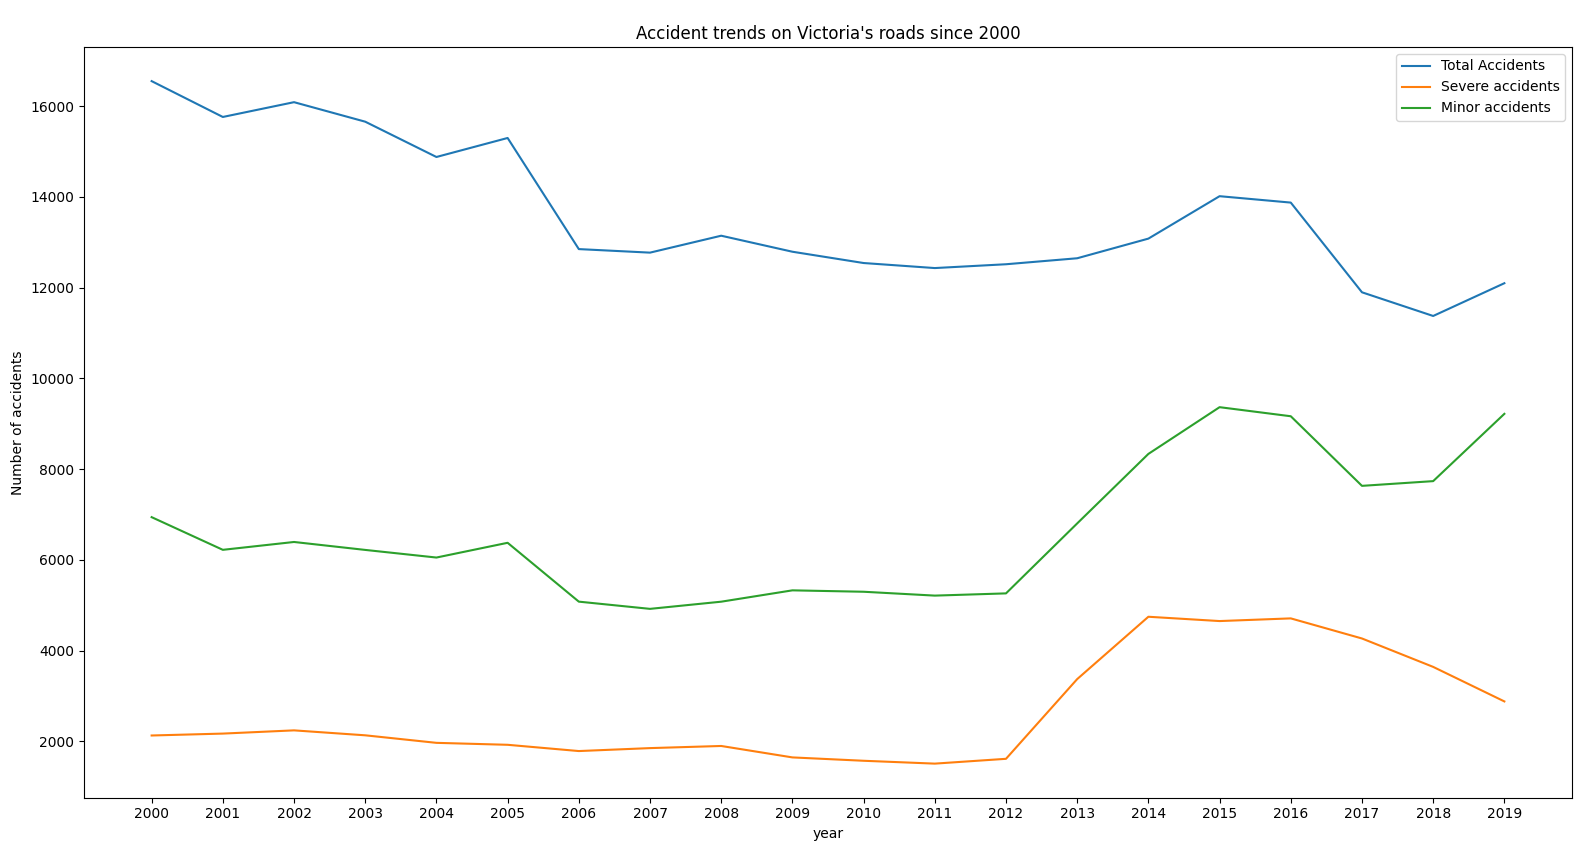 Accident trends on Victoria's roads since 2000
Total Accidents
Severe accidents
Minor accidents
16000
14000
12000
10000
8000
6000
4000
2000
Number of accidents
2000 2001 2002 2003 2004 2005 2006 2007 2008 2009 2010 2011 2012 2013 2014 2015 2016 2017 2018 2019
year